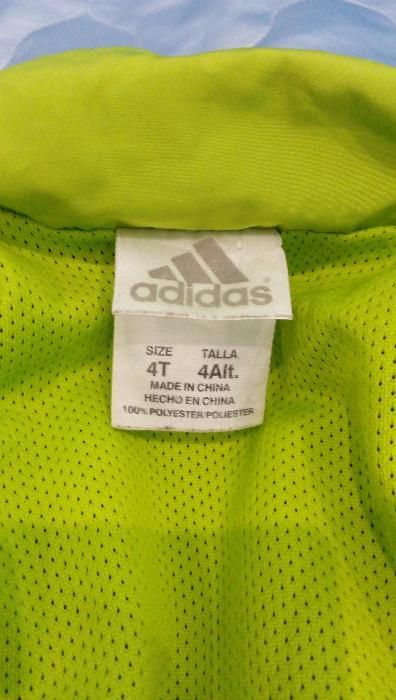 adidas
SIZE TALLA
4T 4Alt.
MADE IN CHINA
HECHO EN CHINA
100% POLYESTER/POLIESTER